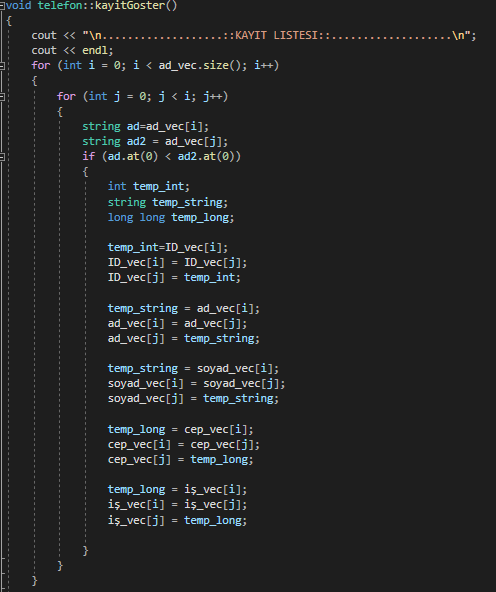 void telefon::kayitGoster()
{
cout << "\n...................::KAYIT LISTESI::...................\n";
cout << endl;
for (int i = 0; i < ad_vec.size(); i++)
{
for (int j = 0; j < i; j++)
{
string ad=ad_vec[i];
string ad2 = ad_vec[j];
if (ad.at(0) < ad2.at(0))
{
int temp_int;
string temp_string;
long long temp_long;
temp_int=ID_vec[i];
ID_vec[i] = ID_vec[j];
ID_vec[j] = temp_int;
temp_string = ad_vec[i];
ad_vec[i] = ad_vec[j];
ad_vec[j] = temp_string;
temp_string = soyad_vec[i];
soyad_vec[i] = soyad_vec[j];
soyad_vec[j] = temp_string;
temp_long = cep_vec[i];
cep_vec[i] = cep_vec[j];
cep_vec[j] = temp_long;
temp_long = iş_vec[i];
iş_vec[i] = iş_vec[j];
iş_vec[j] = temp_long;
}
}
}